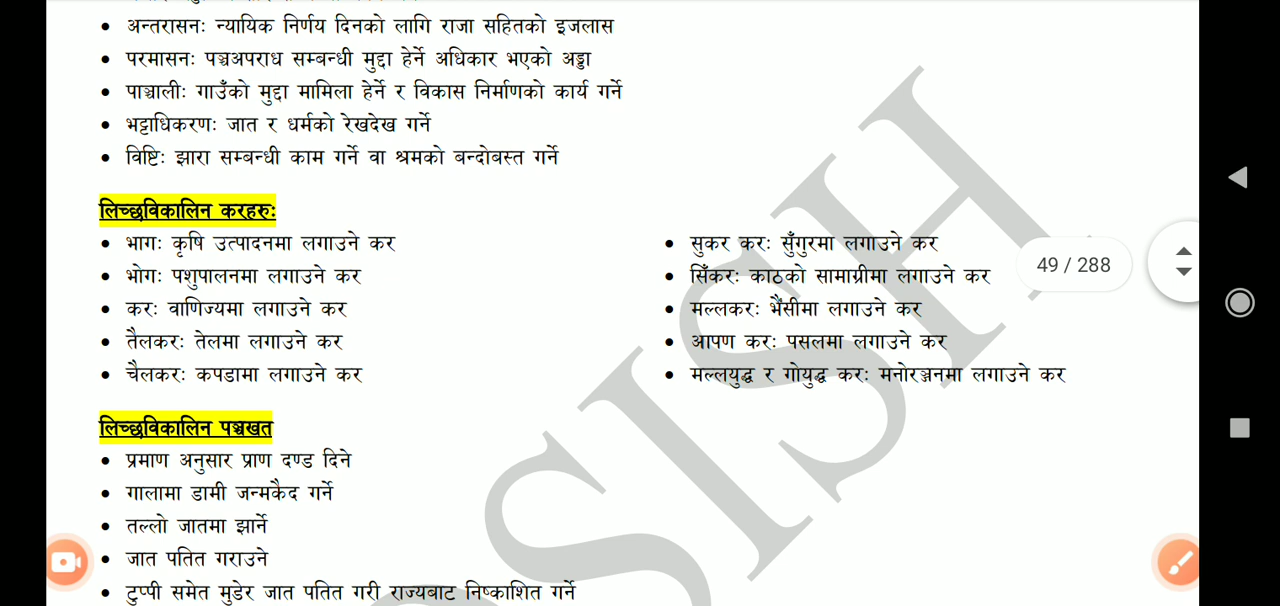 • अन्तरासनः न्यायिक निर्णय दिनको लागि राजा सहितको इजलास
• परमासनः पञ्चअपराध सम्बन्धी मुद्दा हेर्ने अधिकार भएको अड्डा
• पाञ्चालीः गाउँको मुद्दा मामिला हेर्ने र विकास निर्माणको कार्य गर्ने
• भट्टाधिकरणः जात र धर्मको रेखदेख गर्ने
• विष्टिः झारा सम्बन्धी काम गर्ने वा श्रमको बन्दोबस्त गर्ने
लिच्छविकालिन करहरुः
• भागः कृषि उत्पादनमा लगाउने कर
• भोगः पशुपालनमा लगाउने कर
• करः वाणिज्यमा लगाउने कर
• तैलकरः तेलमा लगाउने कर
• चैलकरः कपडामा लगाउने कर
• सुकर करः सुँगुरमा लगाउने कर
• सिँकरः काठको सामाग्रीमा लगाउने कर
• मल्लकरः भैंसीमा लगाउने कर
• आपण करः पसलमा लगाउने कर
• मल्लयुद्ध र गोयुद्ध करः मनोरञ्जनमा लगाउने कर
49 / 288
लिच्छविकालिन पञ्चखत
• प्रमाण अनुसार प्राण दण्ड दिने
• गालामा डामी जन्मकैद गर्ने
• तल्लो जातमा झार्ने
• जात पतित गराउने
• टुप्पी समेत मुडेर जात पतित गरी राज्यबाट निष्काशित गर्ने
SISH